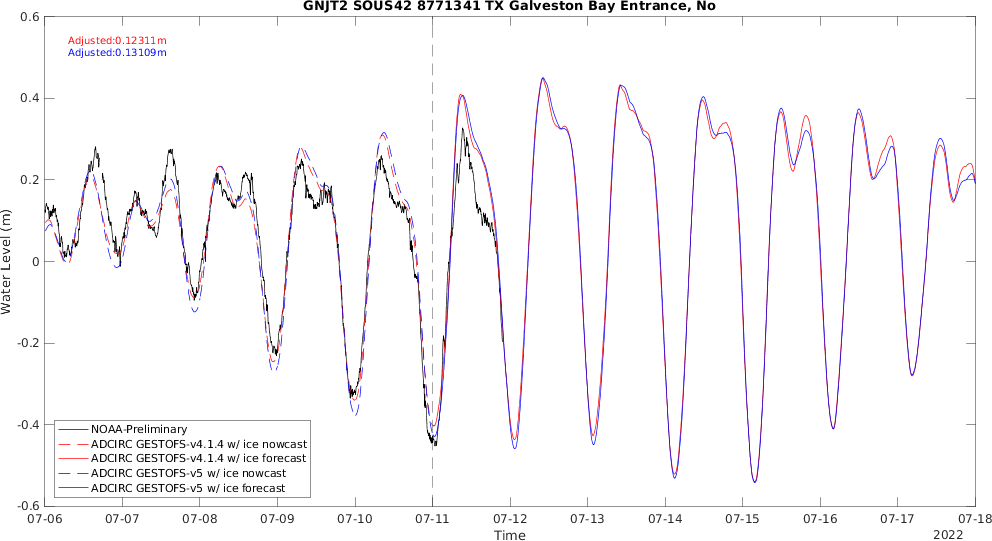 GNJT2 SOUS42 8771341 TX Galveston Bay Entrance, No
Adjusted:0.12311m
Adjusted:0.13109m
Water Level (m)
0.6
0.4
0.2
0
-0.2
-0.4
-0.6
NOAA-Preliminary
ADCIRC GESTOFS-v4.1.4 w/ ice nowcast
ADCIRC GESTOFS-v4.1.4 w/ ice forecast
ADCIRC GESTOFS-v5 w/ ice nowcast
ADCIRC GESTOFS-v5 w/ ice forecast
07-06 07-07 07-08 07-09 07-10 07-11 07-12 07-13 07-14 07-15 07-16 07-17 07-18
Time
2022